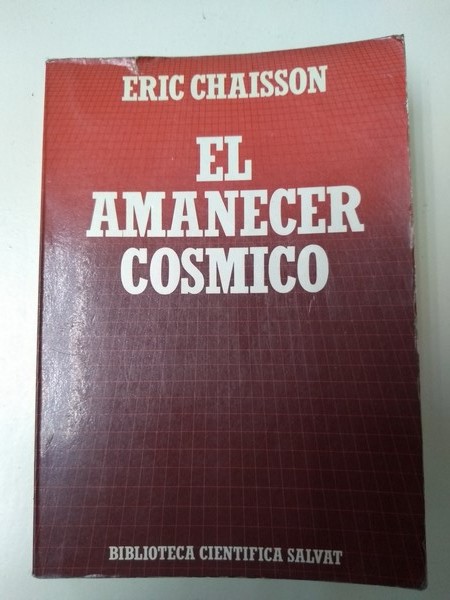 ERIC CHAISSON
EL
AMANECER
COSMICO
BIBLIOTECA CIENTIFICA SALVAT